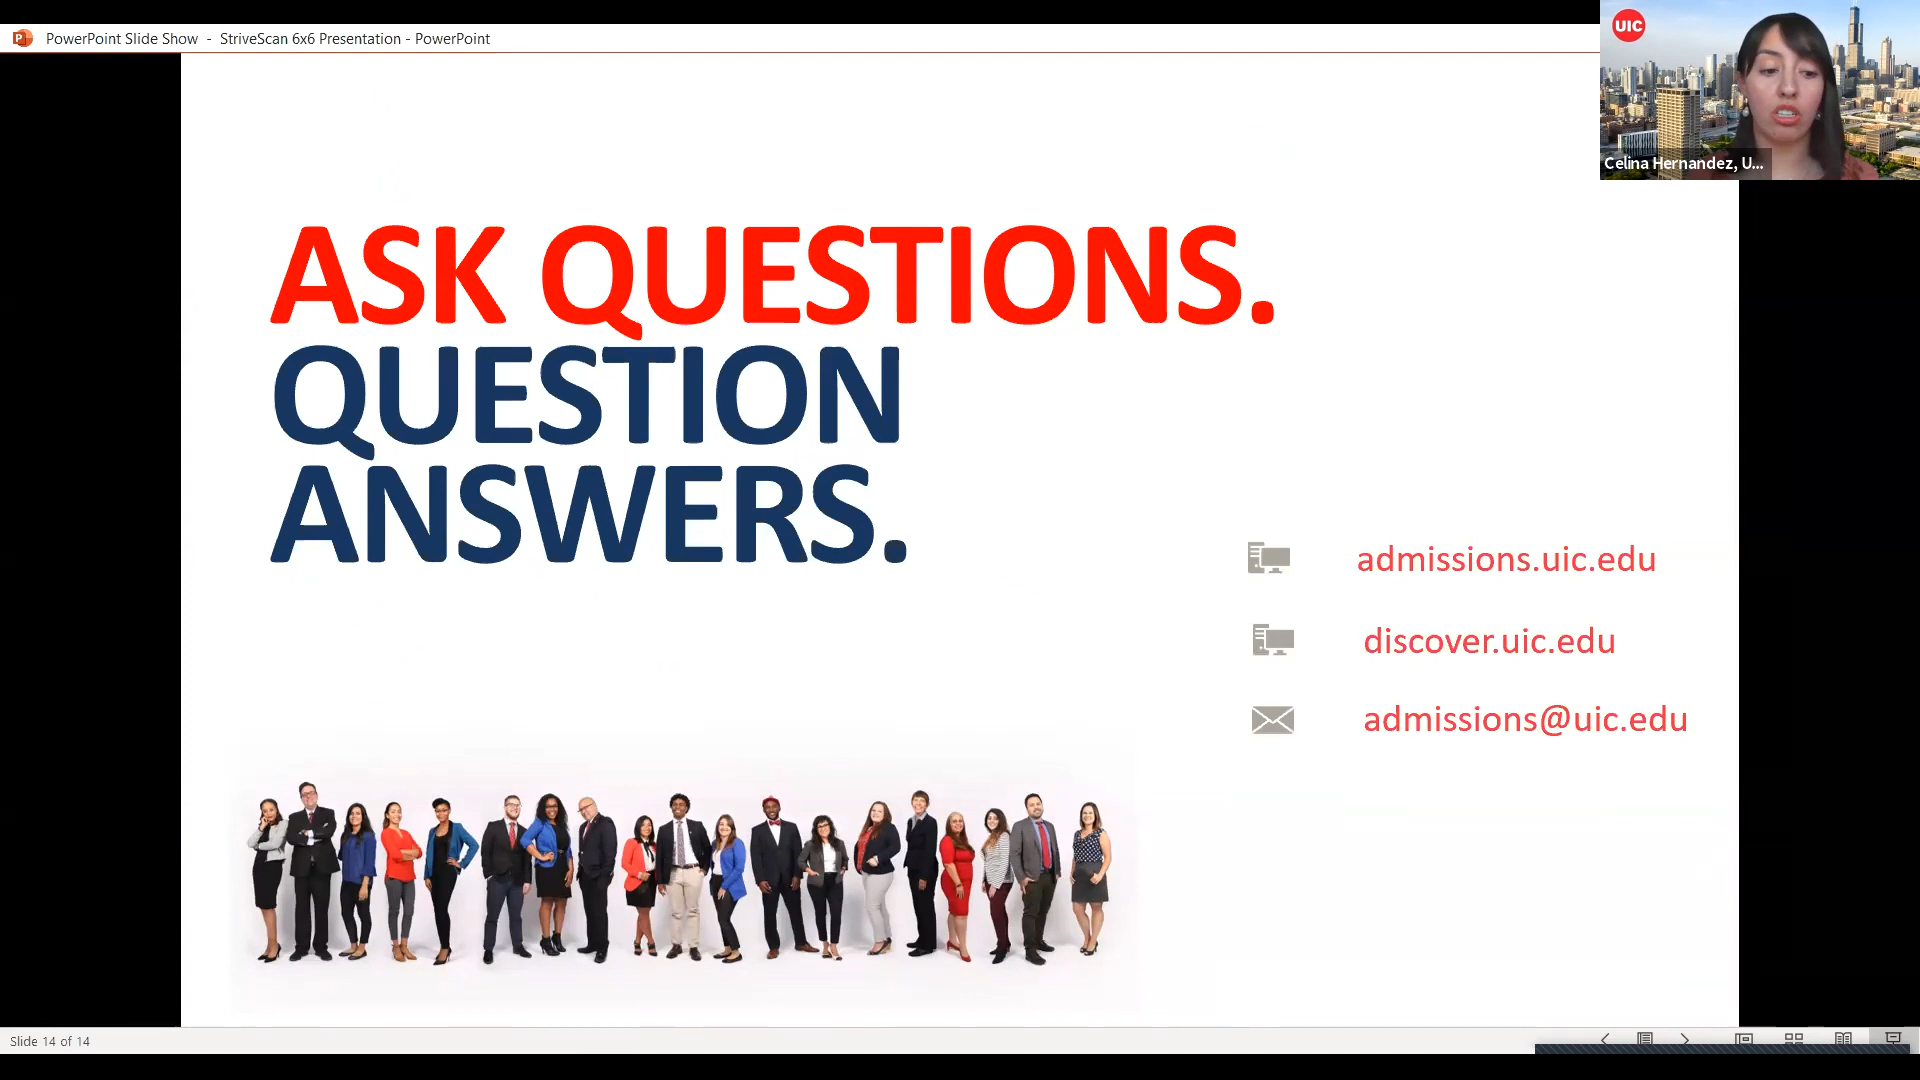 PowerPoint Slide Show - StriveScan 6x6 Presentation - PowerPoint
UIC
Celina Hernandez, U...
ASK QUESTIONS.
QUESTION
ANSWERS.
admissions.uic.edu
discover.uic.edu
admissions@uic.edu
Slide 14 of 14